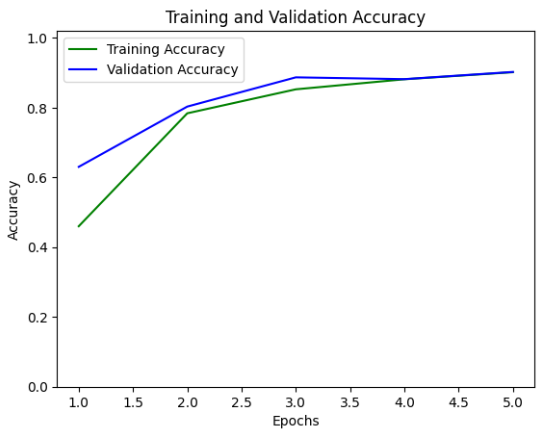 Training and Validation Accuracy
Training Accuracy
Validation Accuracy
1.0
0.8
0.6
0.4
0.2
0.0
Accuracy
1.0 1.5 2.0 2.5 3.0 3.5 4.0 4.5 5.0
Epochs